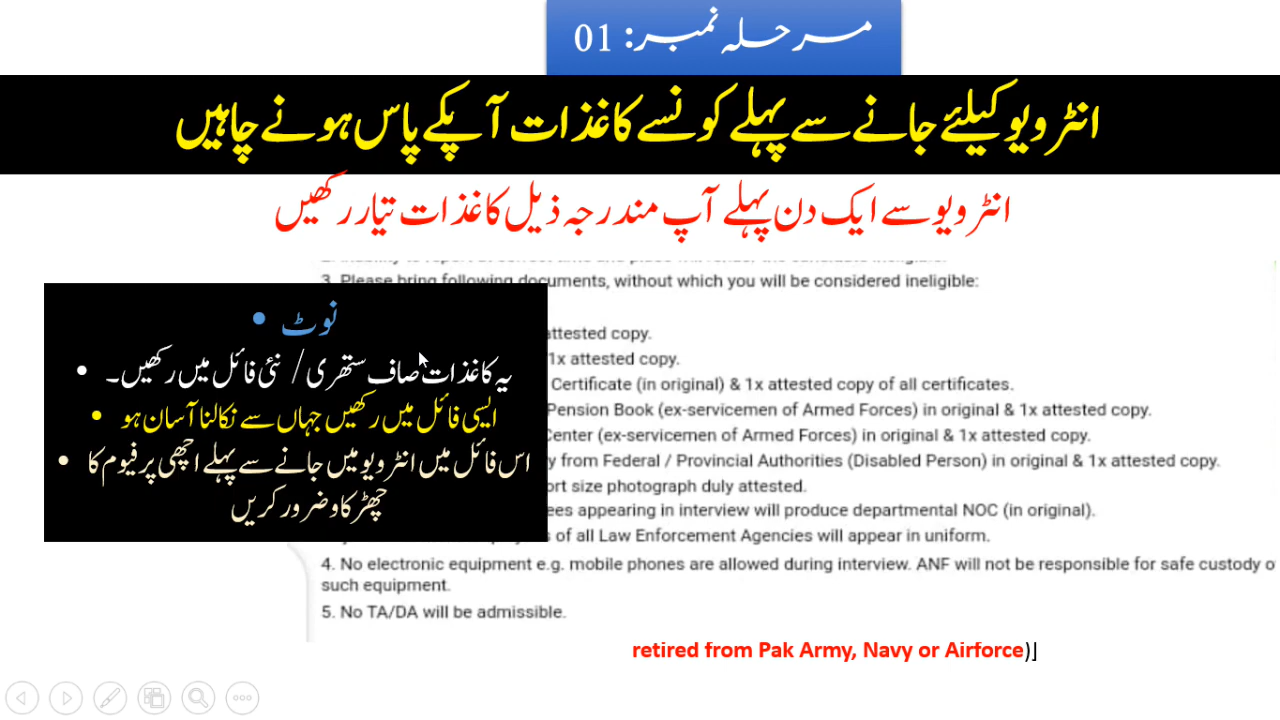 مرحلہ نمبر: 01
انٹرویو کیلئے جانے سے پہلے کونسے کاغذات آپکے پاس ہونے چاہیں
انٹرویو سے ایک دن پہلے آپ مندرجہ ذیل کاغذات تیار رکھیں
3. Please bring following documents, without which you will be considered ineligible:
نوٹ
یہ کاغذات صاف ستھری / نئی فائل میں رکھیں۔
ایسی فائل میں رکھیں جہاں سے نکالنا آسان ہو
اس فائل میں انٹرویو میں جانے سے پہلے اچھی پرفیوم کا
چھڑکاو ضرور کریں
attested copy.
1x attested copy.
Certificate (in original) & 1x attested copy of all certificates.
Pension Book (ex-servicemen of Armed Forces) in original & 1x attested copy.
Center (ex-servicemen of Armed Forces) in original & 1x attested copy.
from Federal / Provincial Authorities (Disabled Person) in original & 1x attested copy.
size photograph duly attested.
appearing in interview will produce departmental NOC (in original).
of all Law Enforcement Agencies will appear in uniform.
4. No electronic equipment e.g. mobile phones are allowed during interview. ANF will not be responsible for safe custody
such equipment.
5. No TA/DA will be admissible.
retired from Pak Army, Navy or Airforce)]